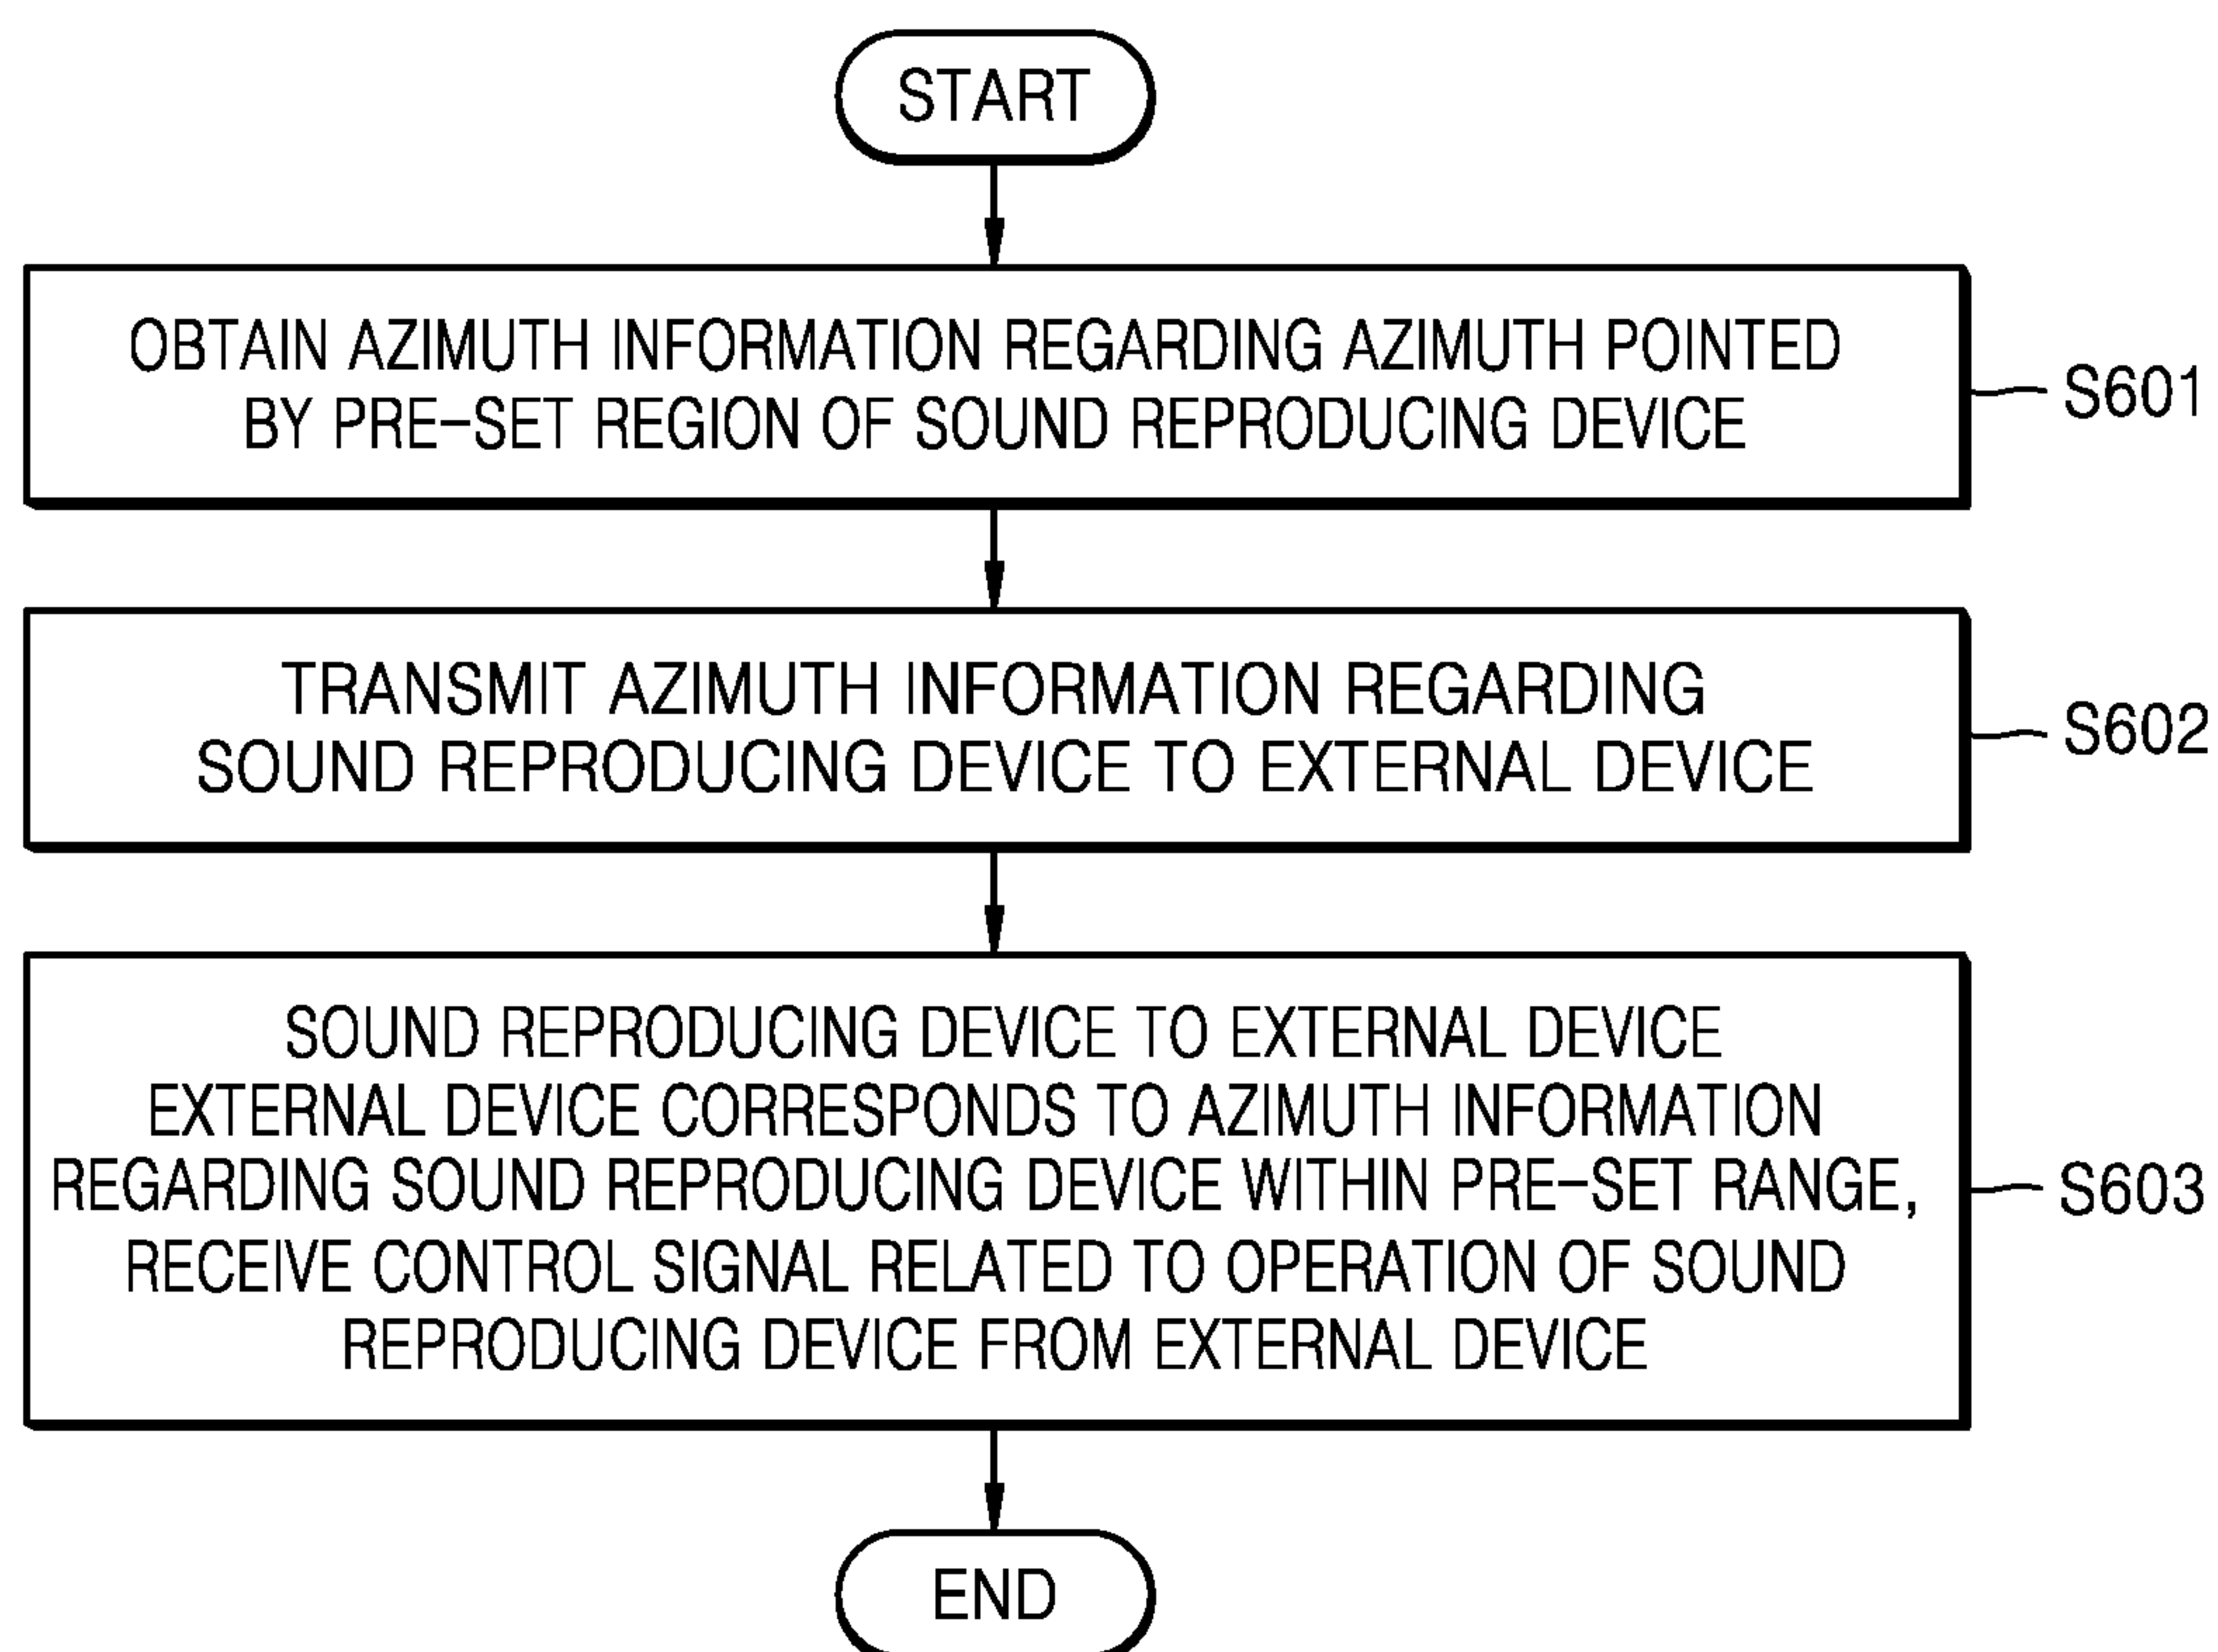 START
OBTAIN AZIMUTH INFORMATION REGARDING AZIMUTH POINTED
BY PRE-SET REGION OF SOUND REPRODUCING DEVICE
S601
TRANSMIT AZIMUTH INFORMATION REGARDING
SOUND REPRODUCING DEVICE TO EXTERNAL DEVICE
S602
SOUND REPRODUCING DEVICE TO EXTERNAL DEVICE
EXTERNAL DEVICE CORRESPONDS TO AZIMUTH INFORMATION
REGARDING SOUND REPRODUCING DEVICE WITHIN PRE-SET RANGE,
RECEIVE CONTROL SIGNAL RELATED TO OPERATION OF SOUND
REPRODUCING DEVICE FROM EXTERNAL DEVICE
S603
END